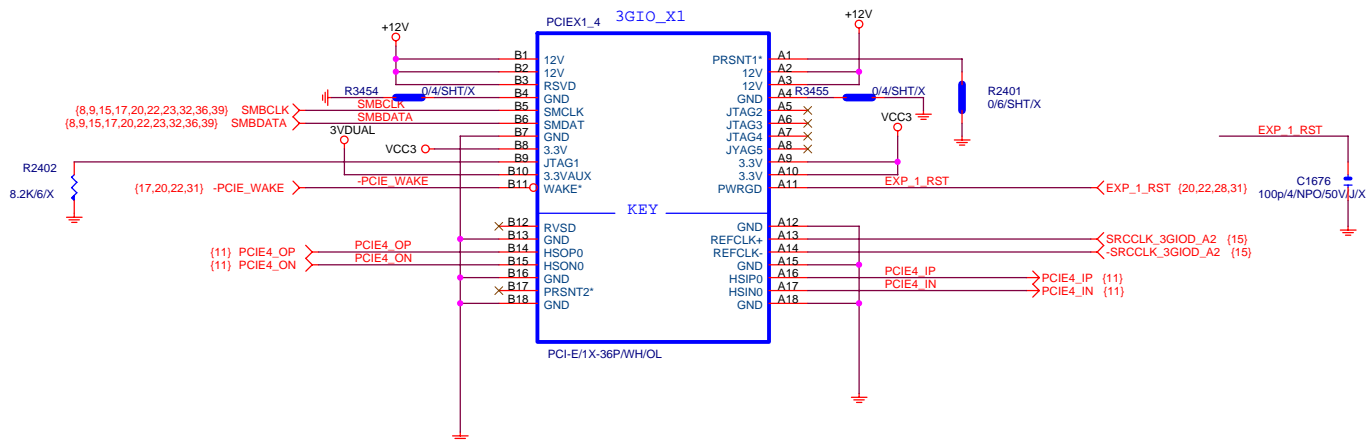 3GIO_X1
PCIEX1_4
+12V
+12V
B1 12V
B2 12V
B3 RSVD
B4 GND
B5 SMCLK
B6 SMDAT
B7 GND
B8 3.3V
B9 JTAG1
B10 3.3VAUX
B11 WAKE*
KEY
B12 RVSD
B13 GND
B14 HSOP0
B15 HSON0
B16 GND
B17 PRSNT2*
B18 GND
PRSNT1* A1
12V A2
12V A3
GND A4
JTAG2 A5
JTAG3 A6
JTAG4 A7
JYAG5 A8
3.3V A9
3.3V A10
PWRGD A11
GND A12
REFCLK+ A13
REFCLK- A14
GND A15
HSIP0 A16
HSIN0 A17
GND A18
R3454 0/4/SHT/X
{8,9,15,17,20,22,23,32,36,39} SMBCLK SMBCLK
{8,9,15,17,20,22,23,32,36,39} SMBDATA SMBDATA
3VDUAL
VCC3
R2402
8.2K/6/X
{17,20,22,31} -PCIE_WAKE -PCIE_WAKE
{11} PCIE4_OP PCIE4_OP
{11} PCIE4_ON PCIE4_ON
R3455 0/4/SHT/X
R2401
0/6/SHT/X
VCC3
EXP_1_RST EXP_1_RST {20,22,28,31}
SRCCLK_3GIOD_A2 {15}
-SRCCLK_3GIOD_A2 {15}
PCIE4_IP PCIE4_IP {11}
PCIE4_IN PCIE4_IN {11}
EXP_1_RST
C1676
100p/4/NPO/50V/J/X
PCI-E/1X-36P/WH/OL